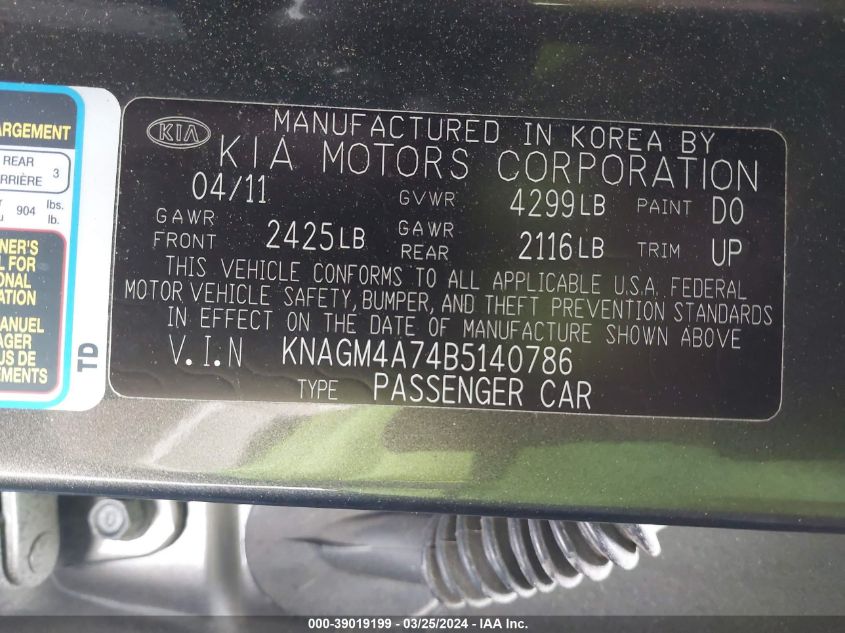 ARGEMENT
REAR 3
RRIÈRE
904 lbs.
lb.
NER'S
L FOR
ONAL
ATION
MANUEL
AGER
LUS DE
IGNEMENTS
TD
KIA
MANUFACTURED IN KOREA BY
KIA MOTORS CORPORATION
04/11 GVWR 4299LB PAINT D0
GAWR FRONT 2425LB GAWR REAR 2116LB TRIM UP
THIS VEHICLE CONFORMS TO ALL APPLICABLE U.S.A. FEDERAL
MOTOR VEHICLE SAFETY, BUMPER, AND THEFT PREVENTION STANDARDS
IN EFFECT ON THE DATE OF MANUFACTURE SHOWN ABOVE
V.I.N KNAGM4A74B5140786
TYPE PASSENGER CAR
000-39019199 - 03/25/2024 - IAA Inc.